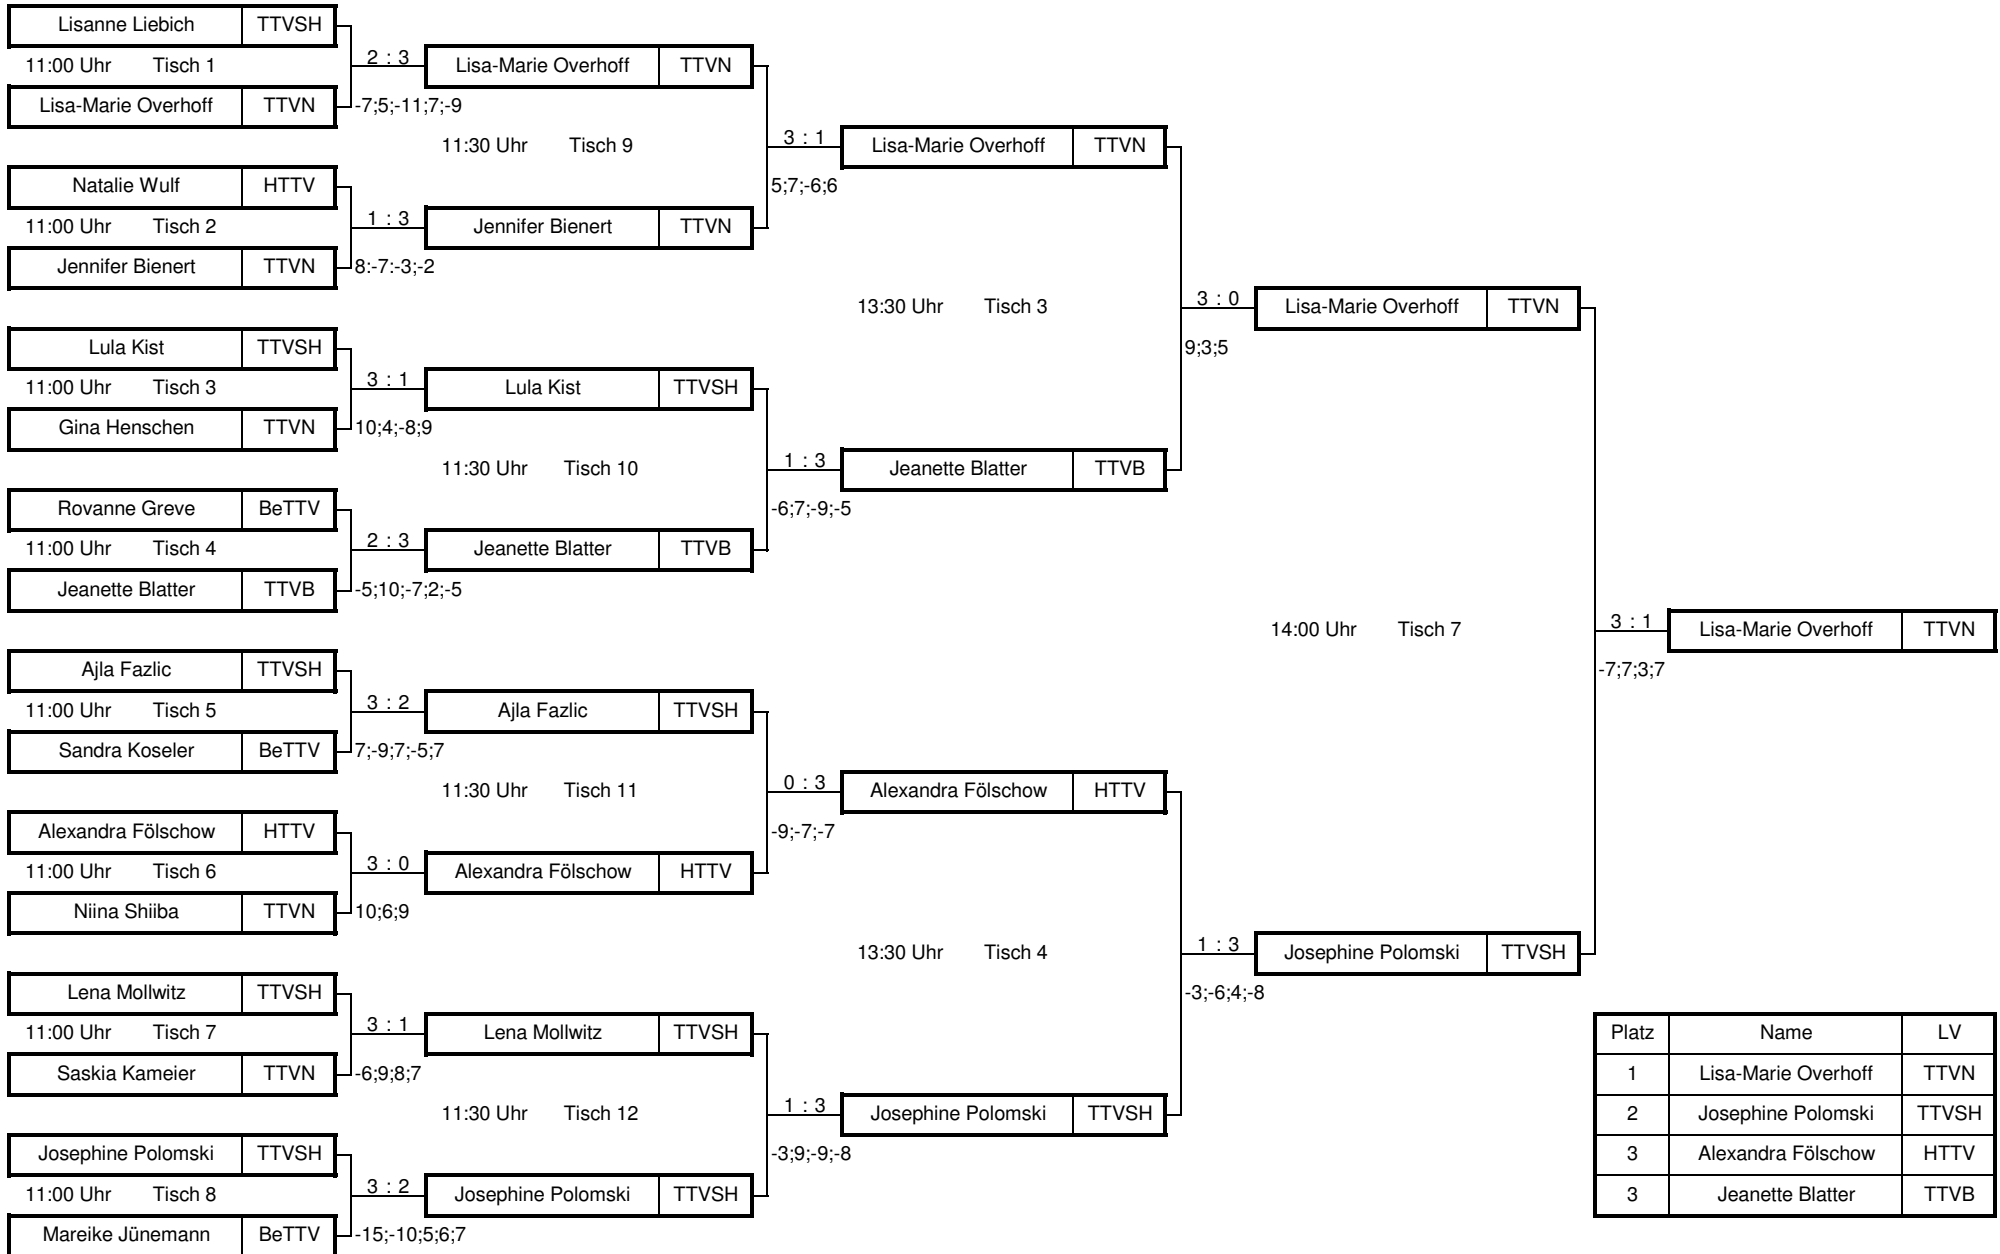 Lisanne Liebich TTVSH
11:00 Uhr Tisch 1
2 : 3
Lisa-Marie Overhoff TTVN
Lisa-Marie Overhoff TTVN
-7;5;-11;7;-9
11:30 Uhr Tisch 9
3 : 1
Lisa-Marie Overhoff TTVN
Natalie Wulf HTTV
5;7;-6;6
11:00 Uhr Tisch 2
1 : 3
Jennifer Bienert TTVN
Jennifer Bienert TTVN
8:-7:-3;-2
13:30 Uhr Tisch 3
3 : 0
Lisa-Marie Overhoff TTVN
Lula Kist TTVSH
9;3;5
11:00 Uhr Tisch 3
3 : 1
Lula Kist TTVSH
Gina Henschen TTVN
10;4;-8;9
11:30 Uhr Tisch 10
1 : 3
Jeanette Blatter TTVB
Rovanne Greve BeTTV
-6;7;-9;-5
11:00 Uhr Tisch 4
2 : 3
Jeanette Blatter TTVB
Jeanette Blatter TTVB
-5;10;-7;2;-5
14:00 Uhr Tisch 7
3 : 1
Lisa-Marie Overhoff TTVN
Ajla Fazlic TTVSH
-7;7;3;7
11:00 Uhr Tisch 5
3 : 2
Ajla Fazlic TTVSH
Sandra Koseler BeTTV
7;-9;7;-5;7
11:30 Uhr Tisch 11
0 : 3
Alexandra Fölschow HTTV
Alexandra Fölschow HTTV
-9;-7;-7
11:00 Uhr Tisch 6
3 : 0
Alexandra Fölschow HTTV
Niina Shiiba TTVN
10;6;9
13:30 Uhr Tisch 4
1 : 3
Josephine Polomski TTVSH
Lena Mollwitz TTVSH
-3;-6;4;-8
11:00 Uhr Tisch 7
3 : 1
Lena Mollwitz TTVSH
Saskia Kameier TTVN
-6;9;8;7
11:30 Uhr Tisch 12
1 : 3
Josephine Polomski TTVSH
Josephine Polomski TTVSH
-3;9;-9;-8
11:00 Uhr Tisch 8
3 : 2
Josephine Polomski TTVSH
Mareike Jünemann BeTTV
-15;-10;5;6;7
Platz Name LV
1 Lisa-Marie Overhoff TTVN
2 Josephine Polomski TTVSH
3 Alexandra Fölschow HTTV
3 Jeanette Blatter TTVB